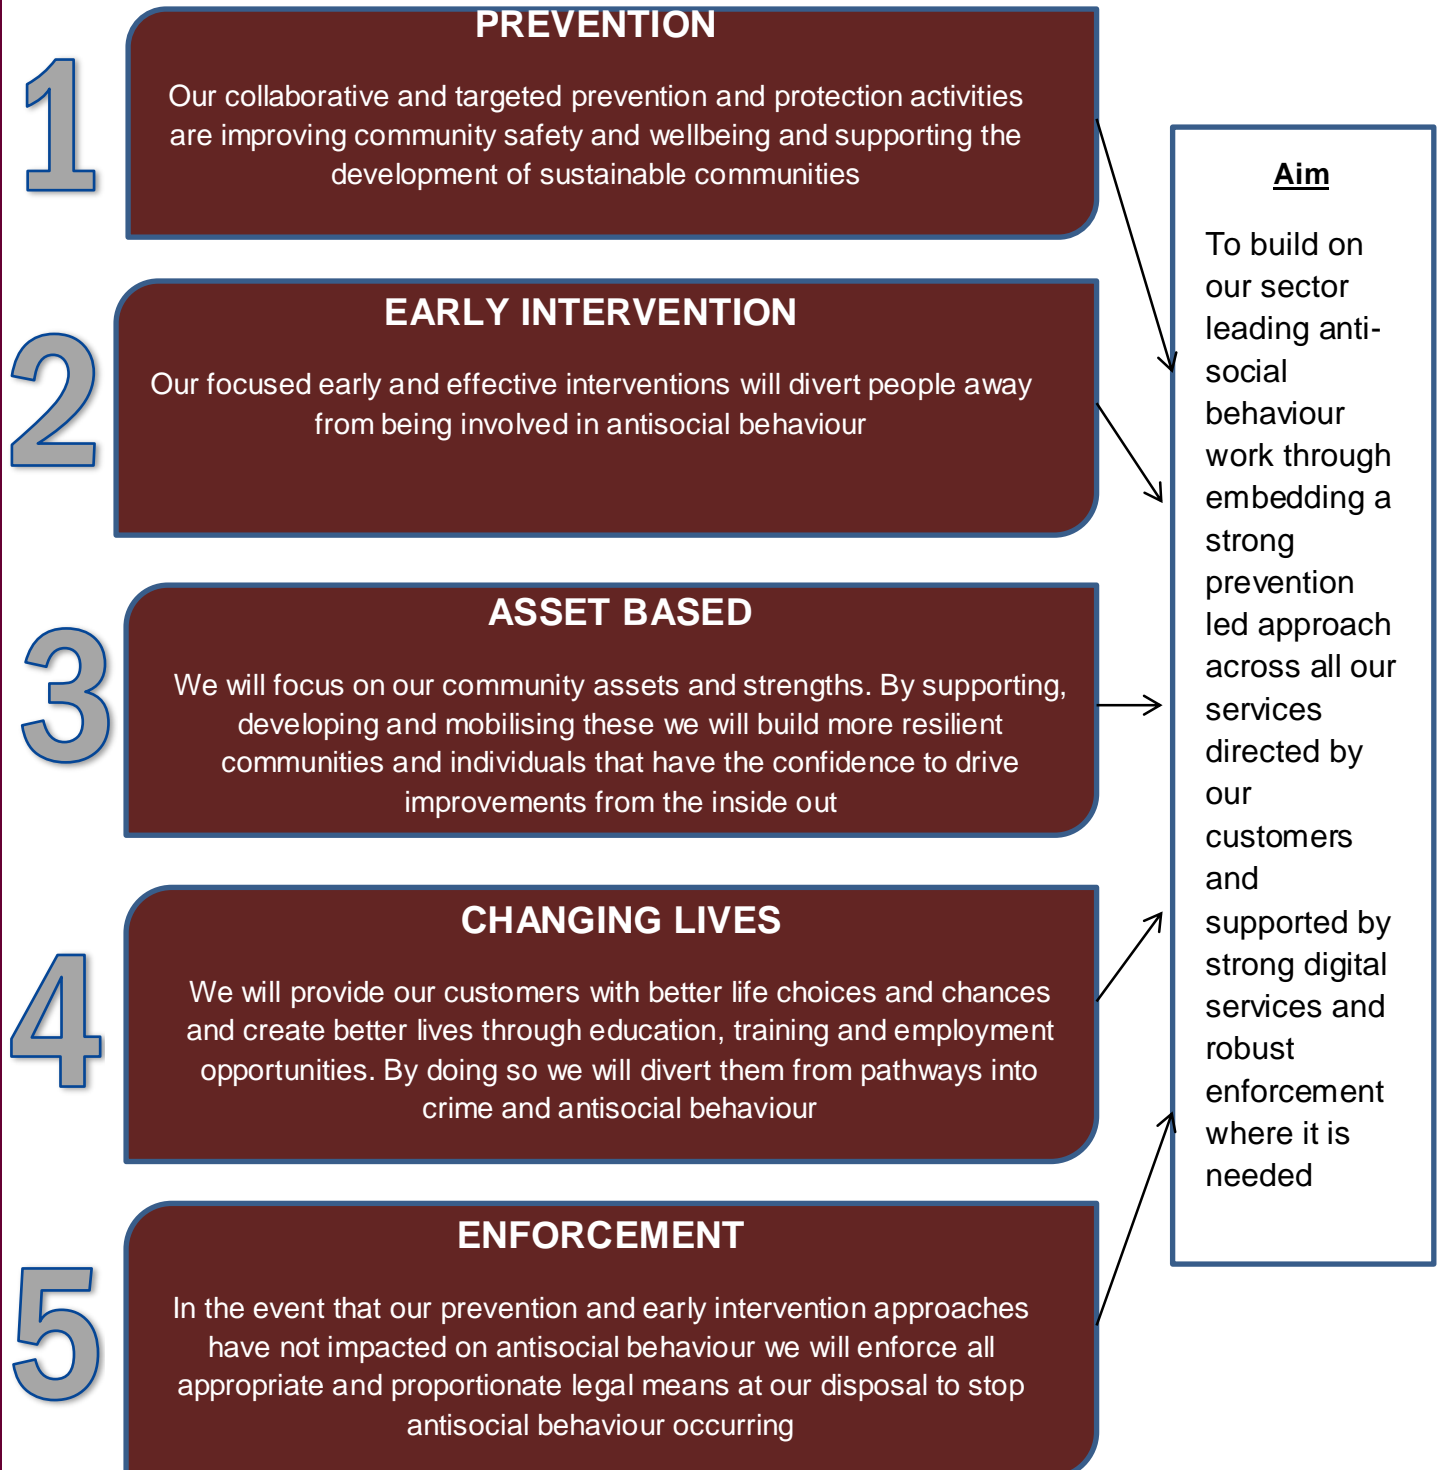 1
PREVENTION
Our collaborative and targeted prevention and protection activities
are improving community safety and wellbeing and supporting the
development of sustainable communities
2
EARLY INTERVENTION
Our focused early and effective interventions will divert people away
from being involved in antisocial behaviour
3
ASSET BASED
We will focus on our community assets and strengths. By supporting,
developing and mobilising these we will build more resilient
communities and individuals that have the confidence to drive
improvements from the inside out
4
CHANGING LIVES
We will provide our customers with better life choices and chances
and create better lives through education, training and employment
opportunities. By doing so we will divert them from pathways into
crime and antisocial behaviour
5
ENFORCEMENT
In the event that our prevention and early intervention approaches
have not impacted on antisocial behaviour we will enforce all
appropriate and proportionate legal means at our disposal to stop
antisocial behaviour occurring
Aim
To build on
our sector
leading anti-
social
behaviour
work through
embedding a
strong
prevention
led approach
across all our
services
directed by
our
customers
and
supported by
strong digital
services and
robust
enforcement
where it is
needed